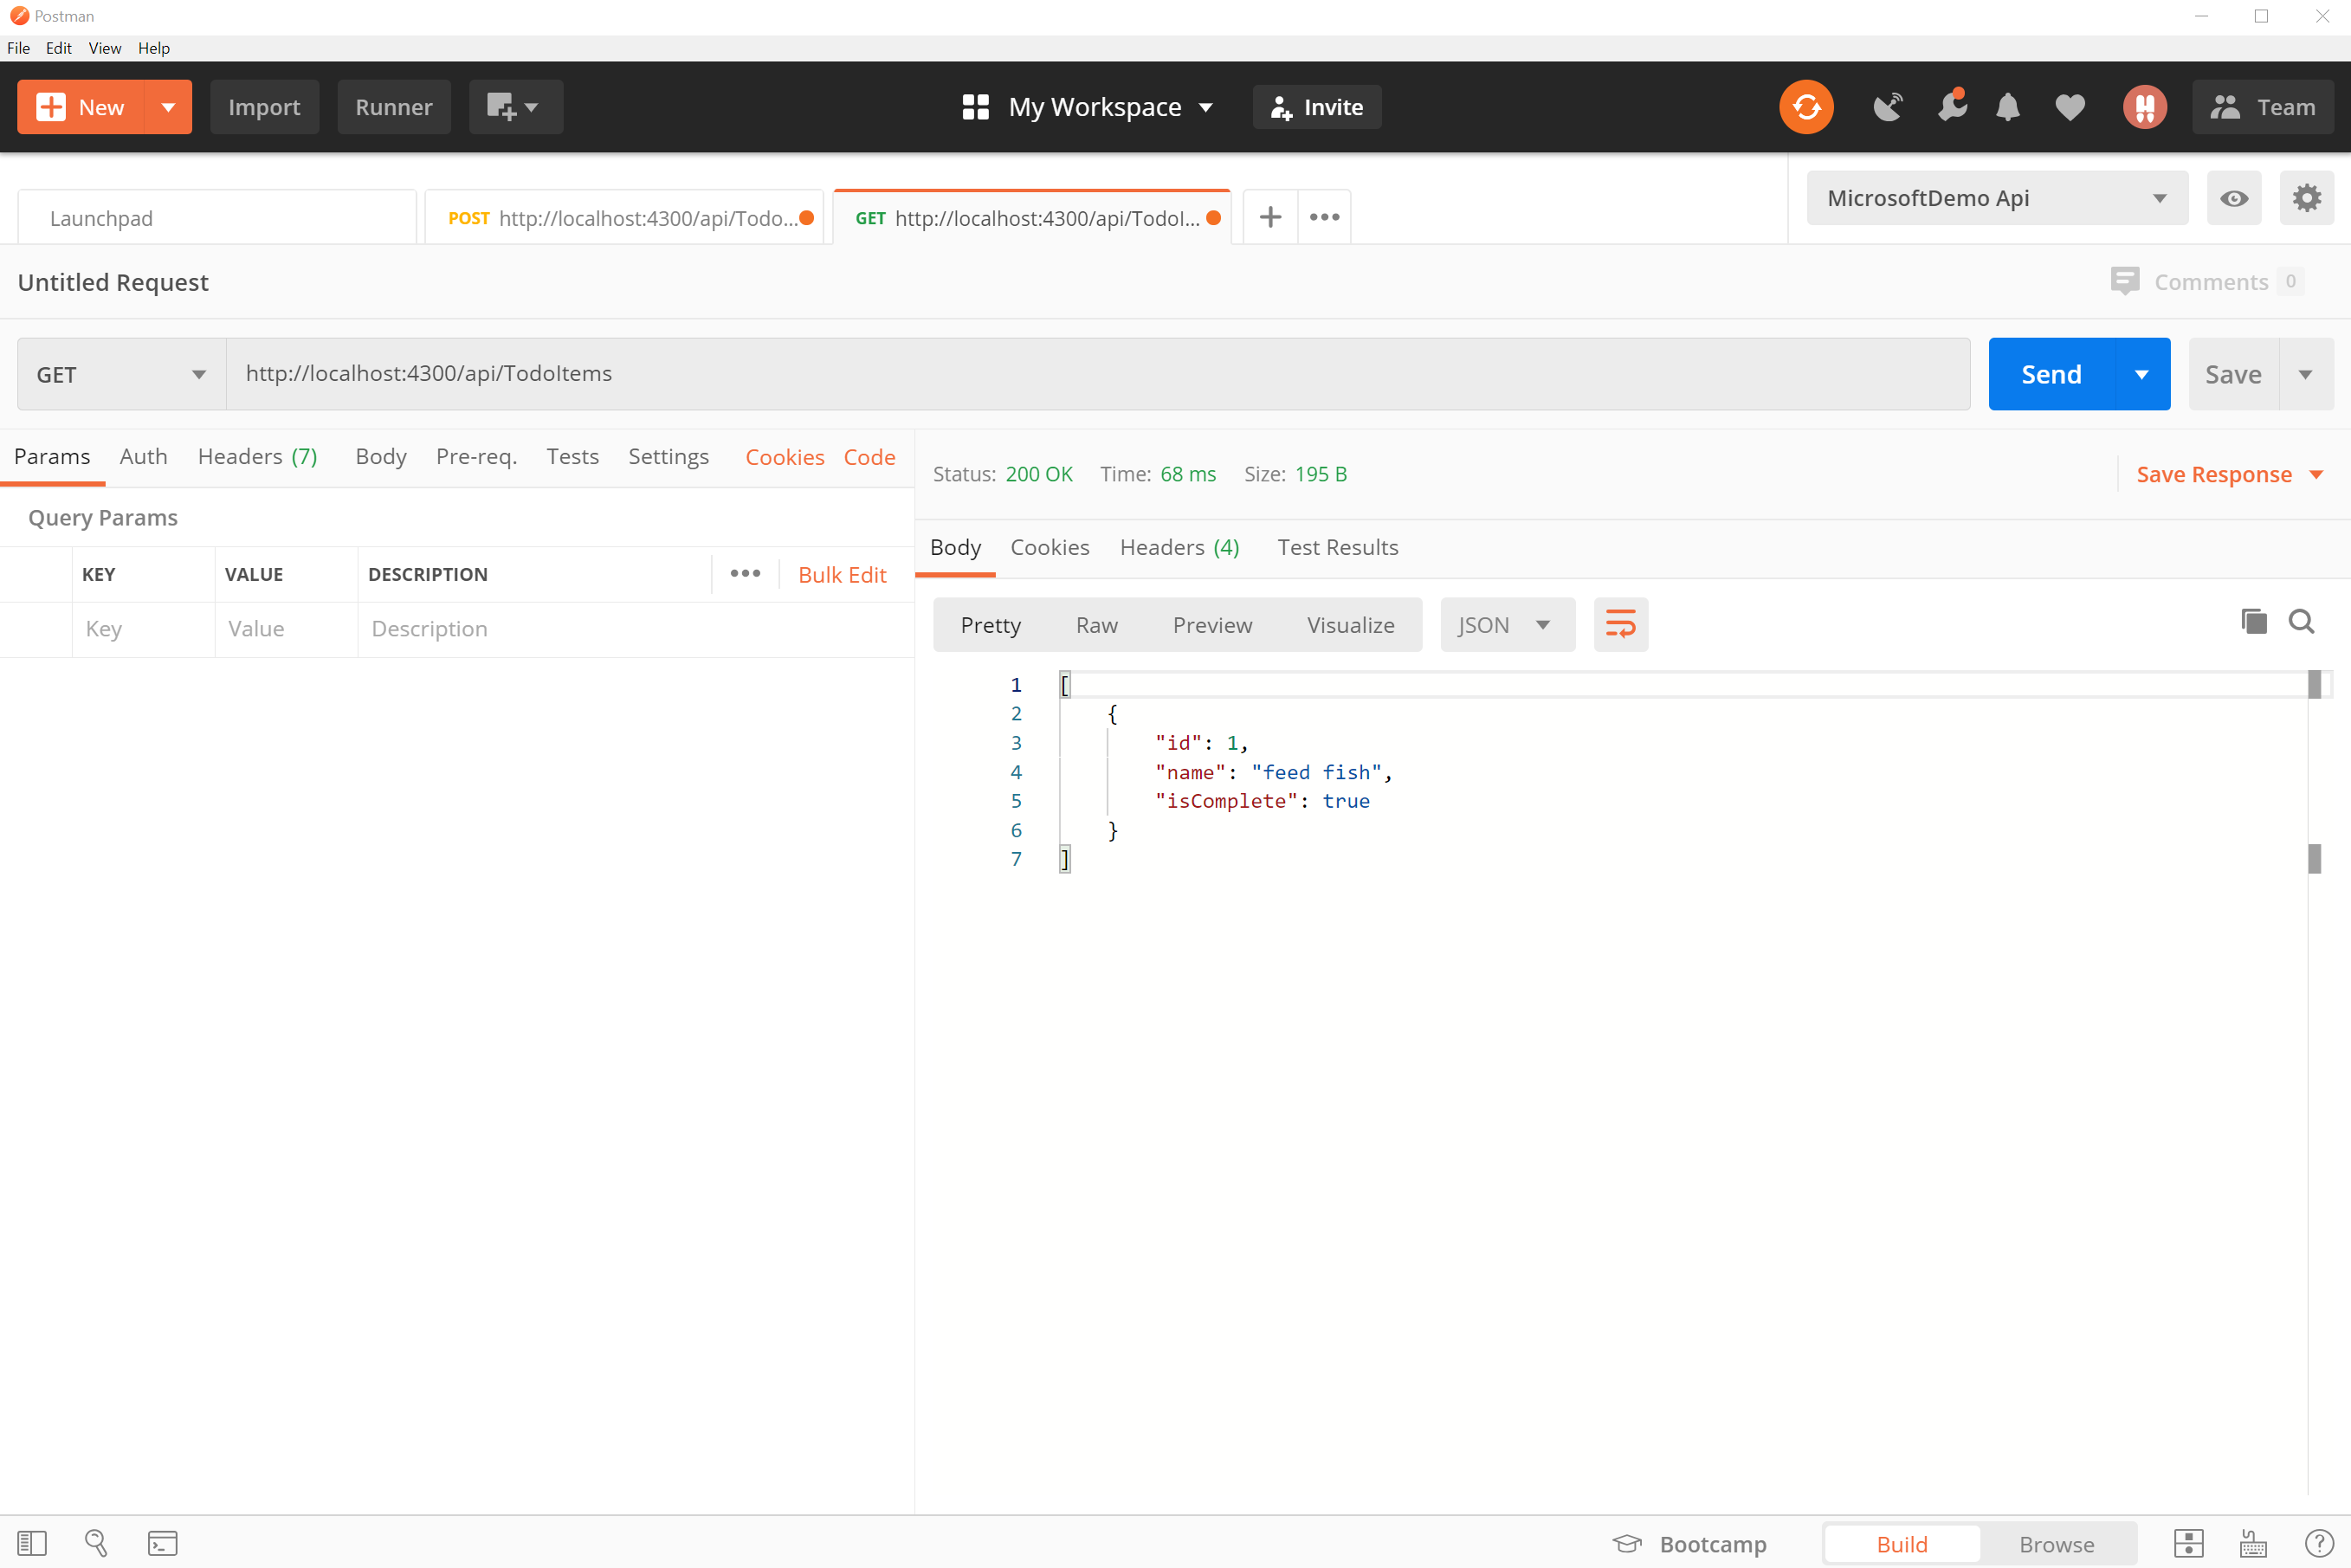 Postman
File Edit View Help
New Import Runner My Workspace Invite Team
Launchpad POST http://localhost:4300/api/Todo... GET http://localhost:4300/api/TodoI... MicrosoftDemo Api
Untitled Request Comments 0
GET http://localhost:4300/api/TodoItems Send Save
Params Auth Headers (7) Body Pre-req. Tests Settings Cookies Code
Status: 200 OK Time: 68 ms Size: 195 B Save Response
Query Params
Body Cookies Headers (4) Test Results
KEY VALUE DESCRIPTION Bulk Edit
Key Value Description
Pretty Raw Preview Visualize JSON
1 [
2 {
3 "id": 1,
4 "name": "feed fish",
5 "isComplete": true
6 }
7 ]
Bootcamp Build Browse